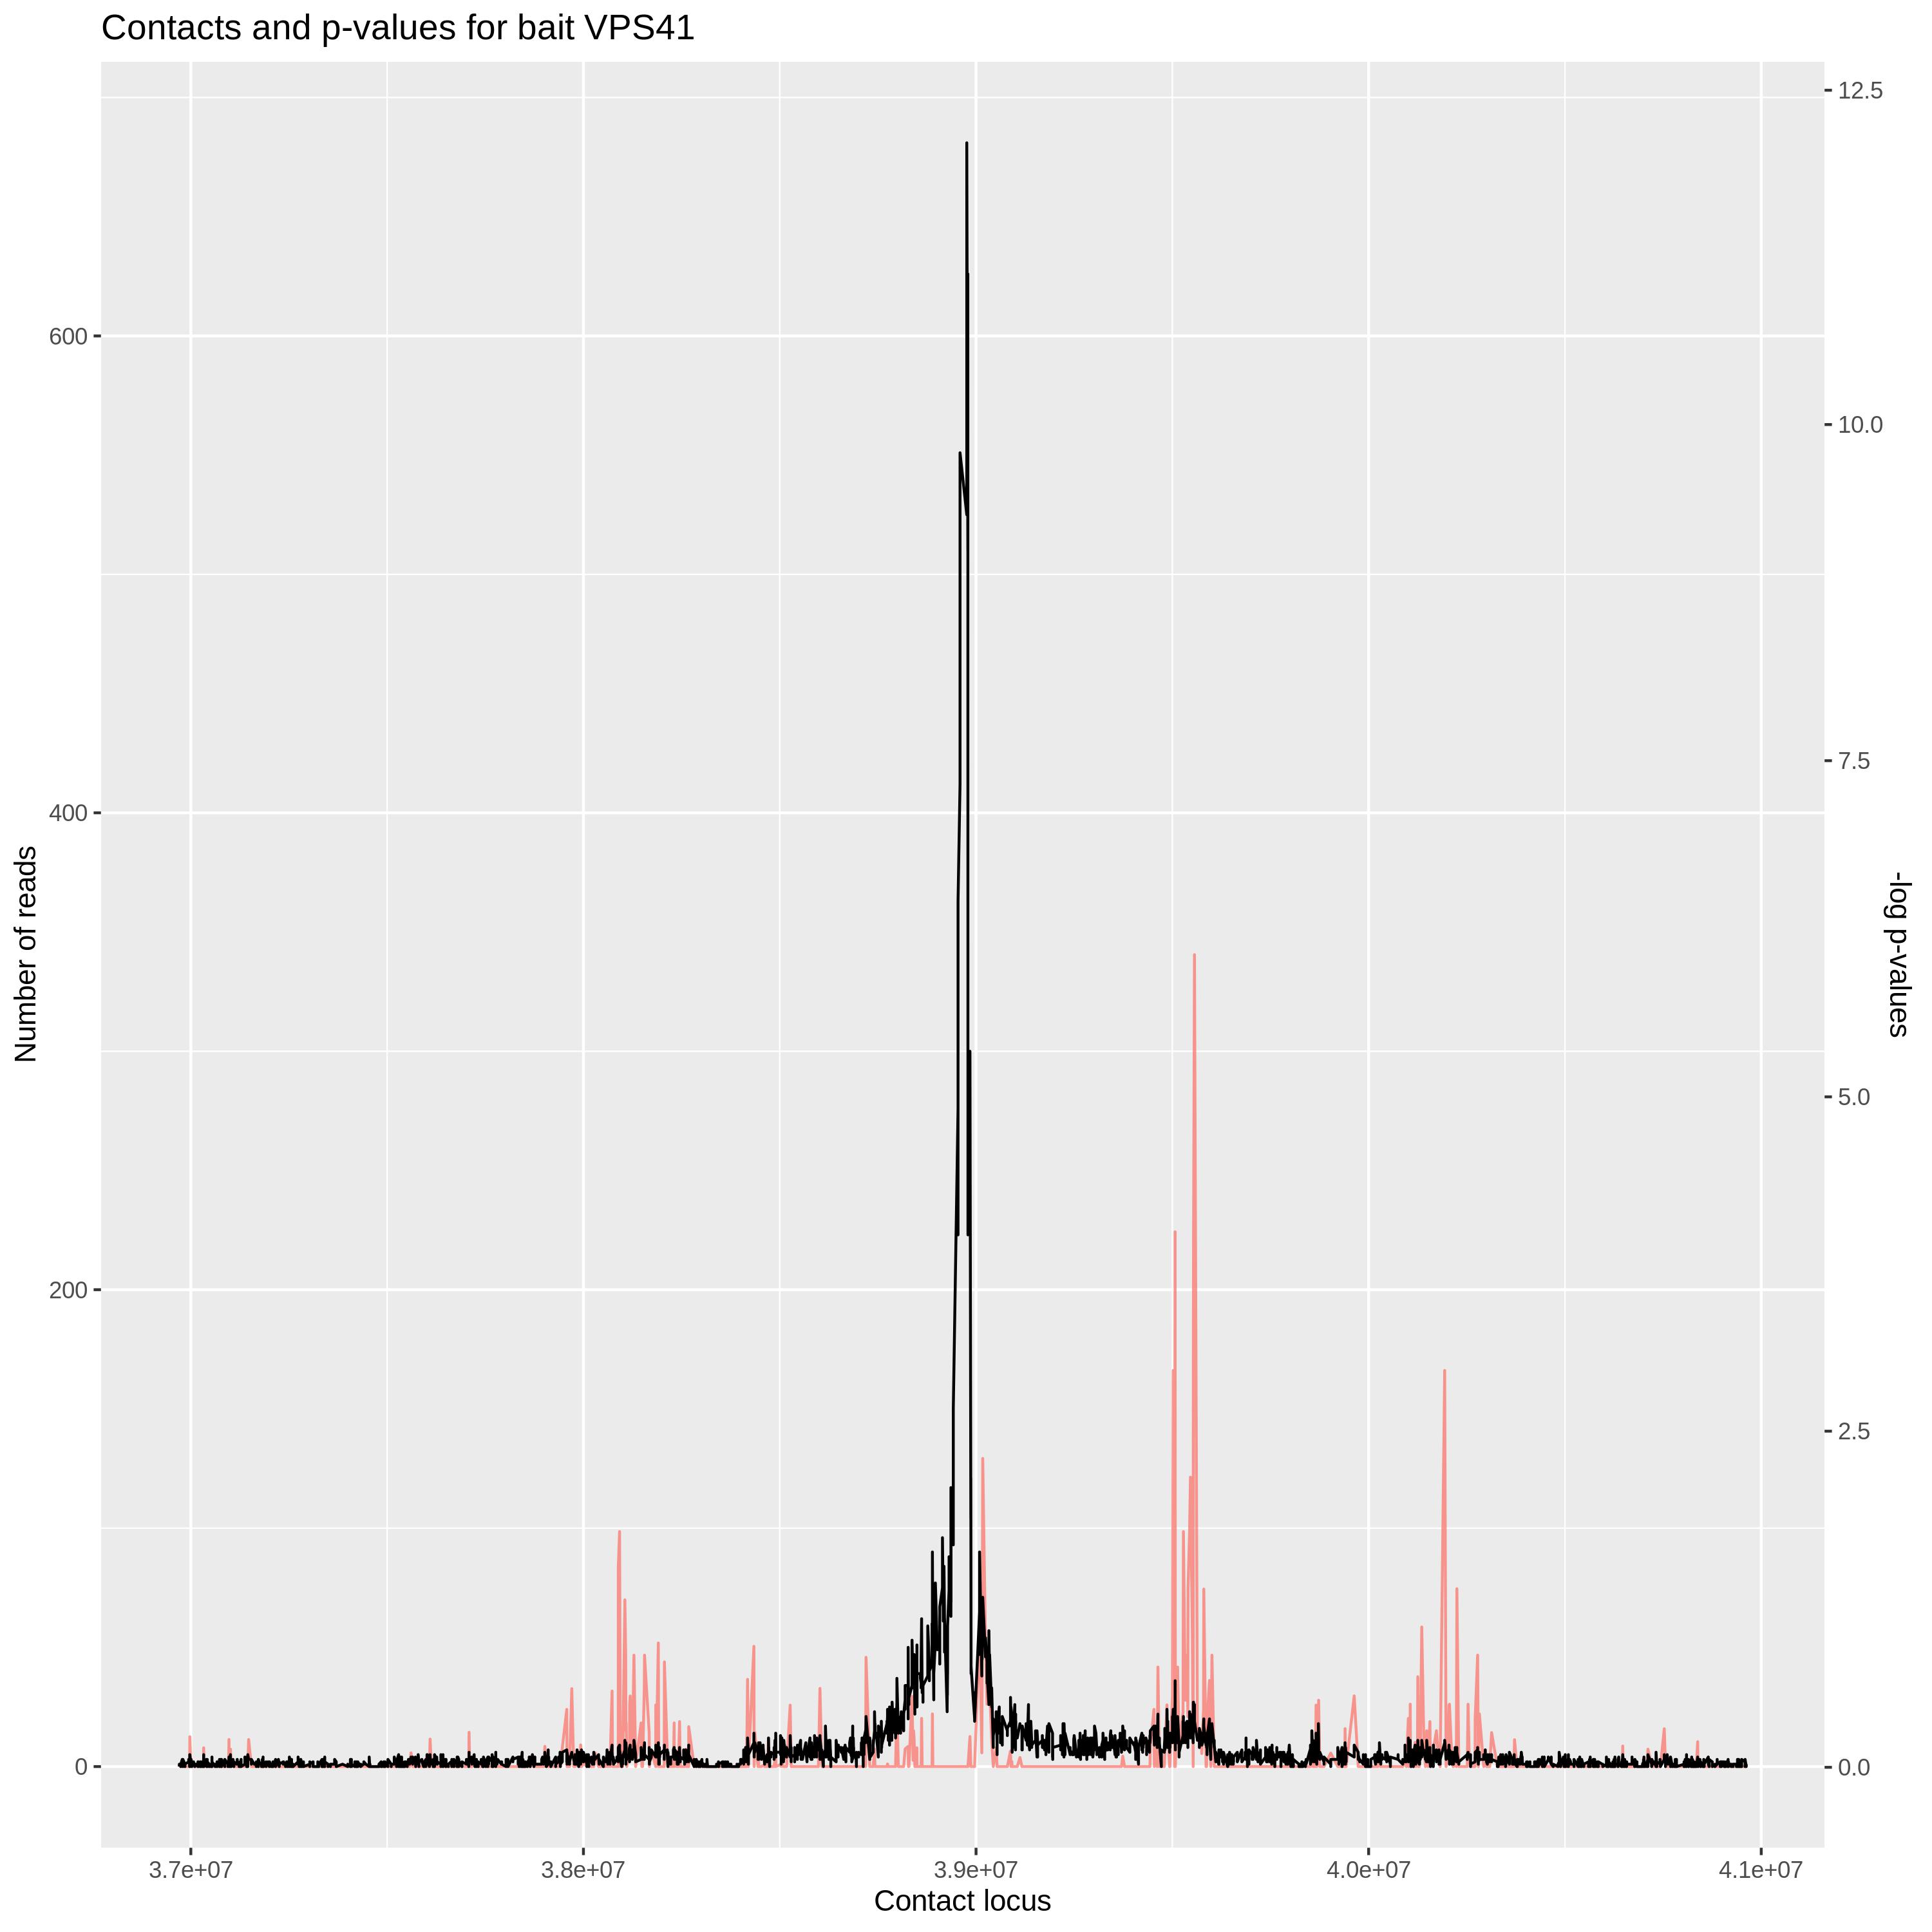 Contacts and p-values for bait VPS41
12.5
600
10.0
7.5
400
Number of reads
-log p-values
5.0
200
2.5
0
0.0
3.7e+07 3.8e+07 3.9e+07 4.0e+07 4.1e+07
Contact locus